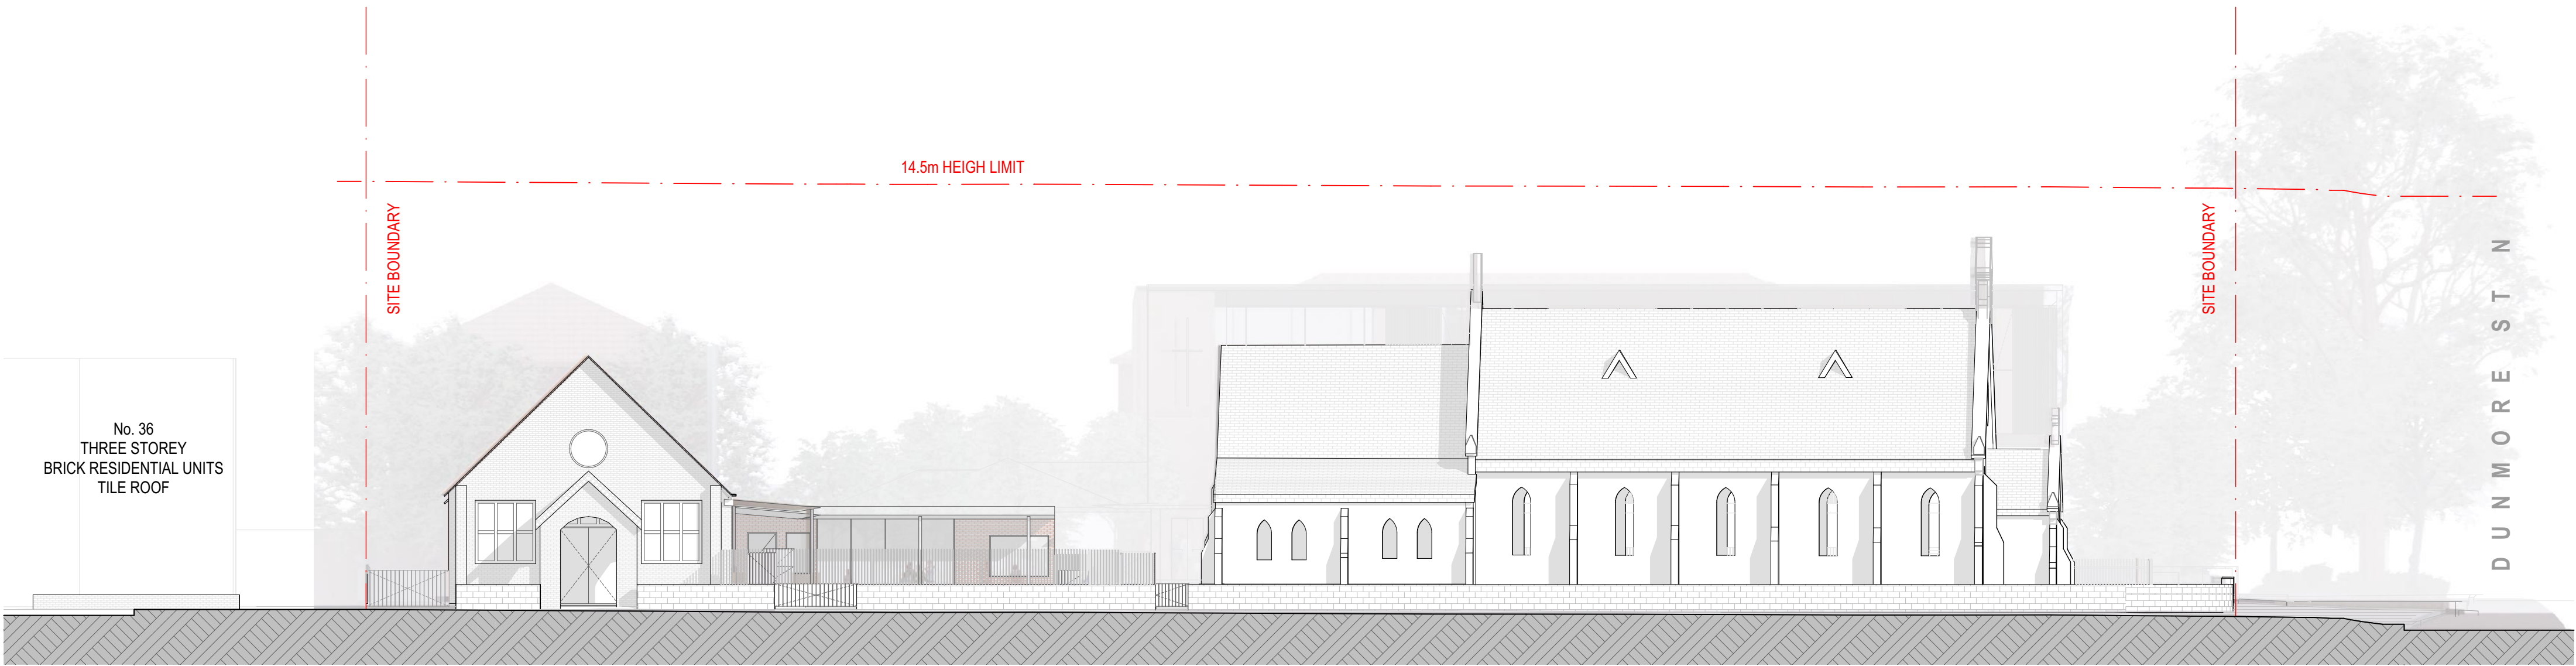 14.5m HEIGH LIMIT
SITE BOUNDARY
SITE BOUNDARY
No. 36
THREE STOREY
BRICK RESIDENTIAL UNITS
TILE ROOF
DUNMORE ST N